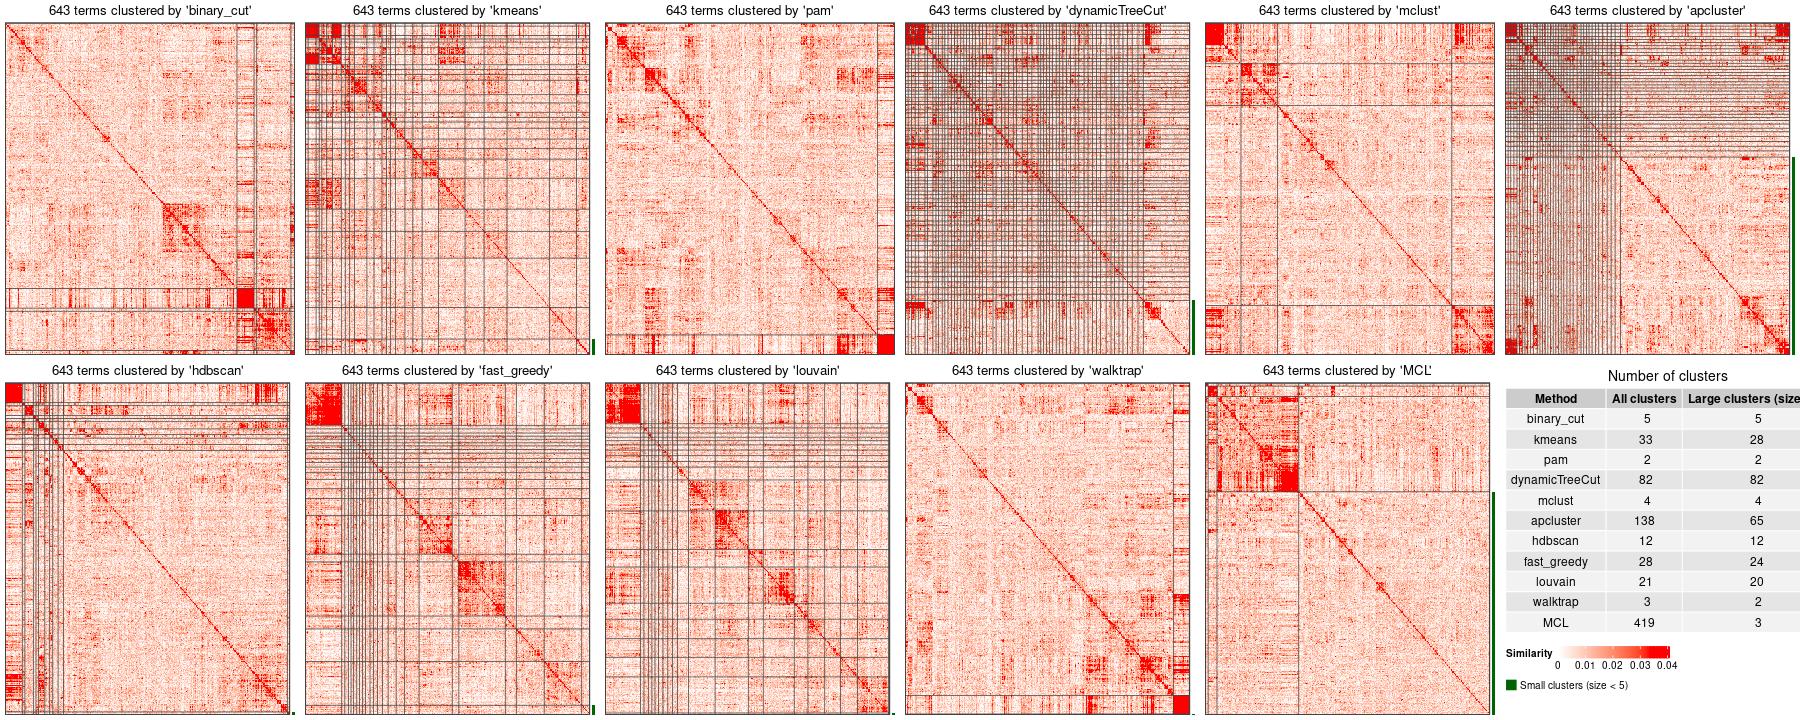 643 terms clustered by 'binary_cut'
643 terms clustered by 'kmeans'
643 terms clustered by 'pam'
643 terms clustered by 'dynamicTreeCut'
643 terms clustered by 'mclust'
643 terms clustered by 'apcluster'
643 terms clustered by 'hdbscan'
643 terms clustered by 'fast_greedy'
643 terms clustered by 'louvain'
643 terms clustered by 'walktrap'
643 terms clustered by 'MCL'
Number of clusters
Method All clusters Large clusters (size
binary_cut 5 5
kmeans 33 28
pam 2 2
dynamicTreeCut 82 82
mclust 4 4
apcluster 138 65
hdbscan 12 12
fast_greedy 28 24
louvain 21 20
walktrap 3 2
MCL 419 3
Similarity
0 0.01 0.02 0.03 0.04
Small clusters (size < 5)